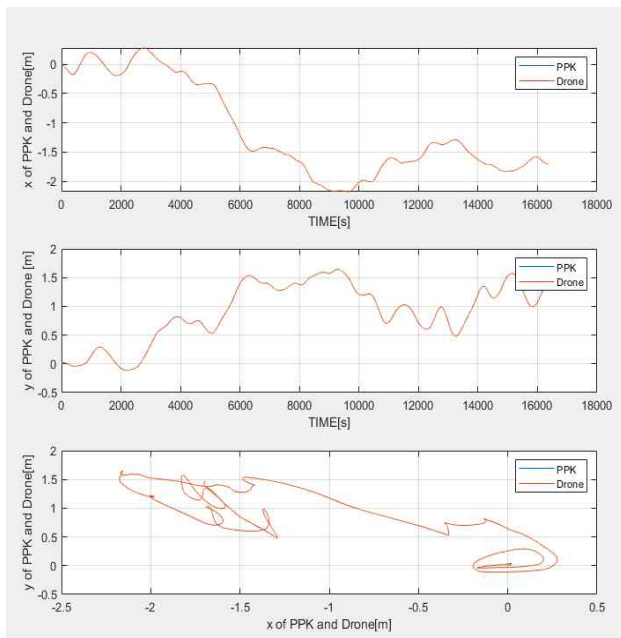 x of PPK and Drone[m]
0
-0.5
-1
-1.5
-2
PPK
Drone
0 2000 4000 6000 8000 10000 12000 14000 16000 18000
TIME[s]
y of PPK and Drone [m]
2
1.5
1
0.5
0
-0.5
PPK
Drone
0 2000 4000 6000 8000 10000 12000 14000 16000 18000
TIME[s]
y of PPK and Drone[m]
2
1.5
1
0.5
0
-0.5
PPK
Drone
-2.5 -2 -1.5 -1 -0.5 0 0.5
x of PPK and Drone[m]